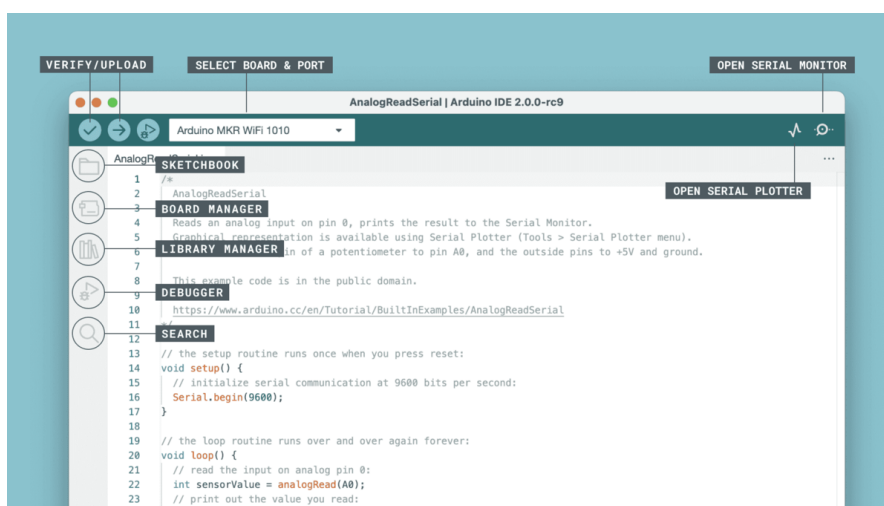 VERIFY/UPLOAD
SELECT BOARD & PORT
OPEN SERIAL MONITOR
AnalogReadSerial | Arduino IDE 2.0.0-rc9
Arduino MKR WiFi 1010
AnalogR
SKETCHBOOK
OPEN SERIAL PLOTTER
1 /*
2 AnalogReadSerial
3
BOARD MANAGER
4 Reads an analog input on pin 0, prints the result to the Serial Monitor.
5 Graphical representation is available using Serial Plotter (Tools > Serial Plotter menu).
LIBRARY MANAGER
6 in of a potentiometer to pin A0, and the outside pins to +5V and ground.
7
8 This example code is in the public domain.
DEBUGGER
9
10 https://www.arduino.cc/en/Tutorial/BuiltInExamples/AnalogReadSerial
11 */
SEARCH
12
13 // the setup routine runs once when you press reset:
14 void setup() {
15 // initialize serial communication at 9600 bits per second:
16 Serial.begin(9600);
17 }
18
19 // the loop routine runs over and over again forever:
20 void loop() {
21 // read the input on analog pin 0:
22 int sensorValue = analogRead(A0);
23 // print out the value you read: